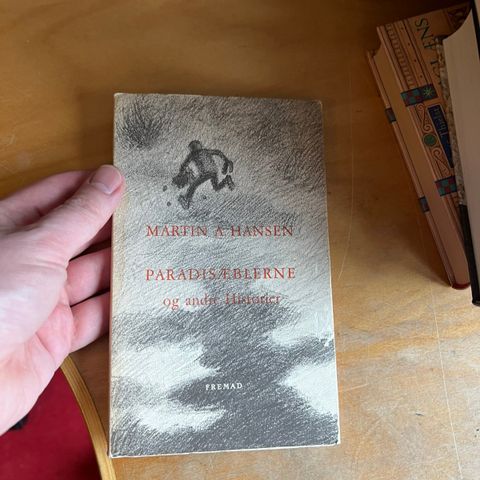 MARTIN A HANSEN
PARADISÆBLERNE
og andre Historier
FREMAD